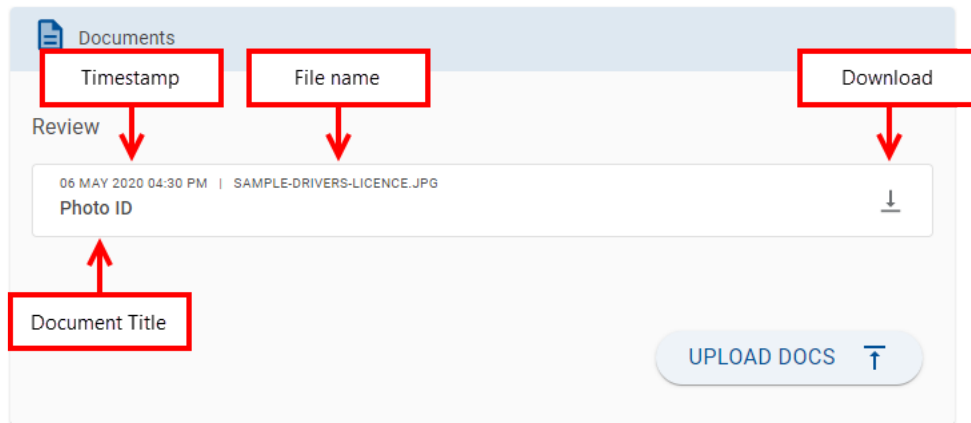 Documents
Timestamp
File name
Download
Review
06 MAY 2020 04:30 PM | SAMPLE-DRIVERS-LICENCE.JPG
Photo ID
Document Title
UPLOAD DOCS